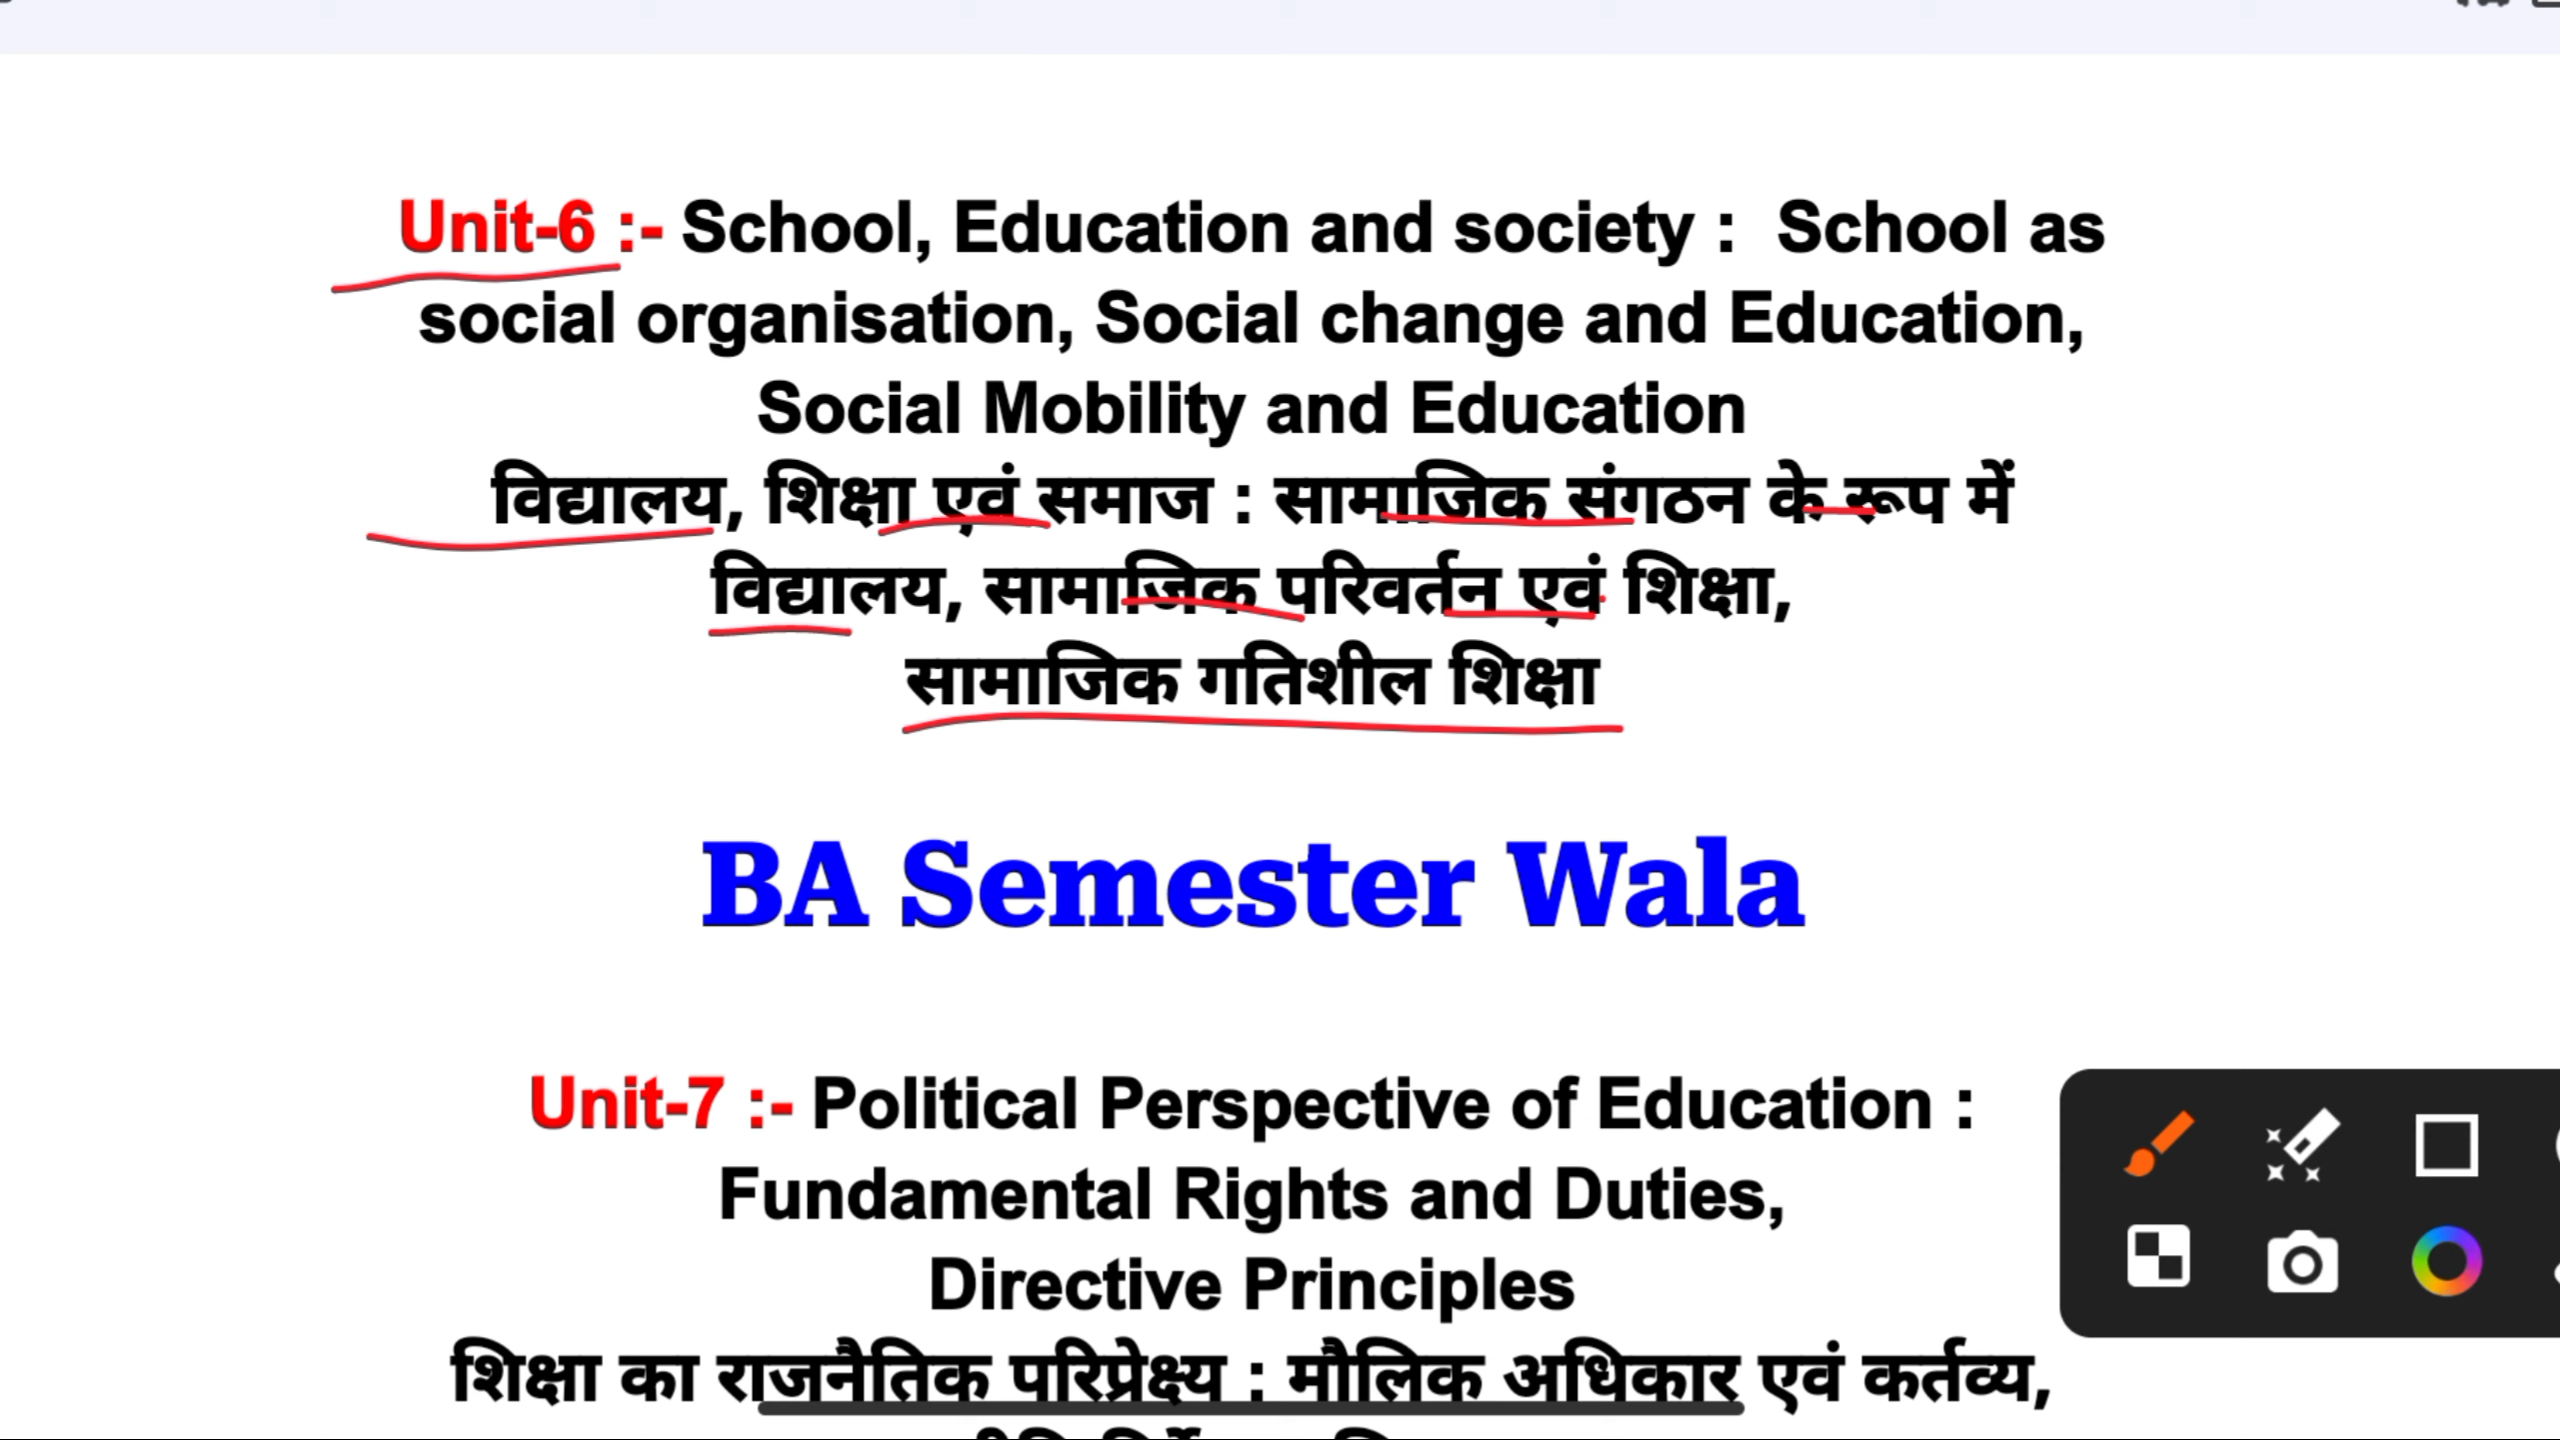 Unit-6 :- School, Education and society : School as
social organisation, Social change and Education,
Social Mobility and Education
विद्यालय, शिक्षा एवं समाज : सामाजिक संगठन के रूप में
विद्यालय, सामाजिक परिवर्तन एवं शिक्षा,
सामाजिक गतिशील शिक्षा
BA Semester Wala
Unit-7 :- Political Perspective of Education :
Fundamental Rights and Duties,
Directive Principles
शिक्षा का राजनैतिक परिप्रेक्ष्य : मौलिक अधिकार एवं कर्तव्य,